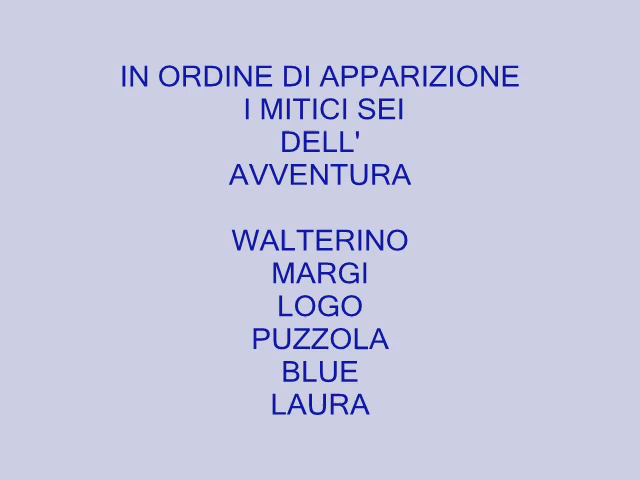 IN ORDINE DI APPARIZIONE
I MITICI SEI
DELL'
AVVENTURA
WALTERINO
MARGI
LOGO
PUZZOLA
BLUE
LAURA